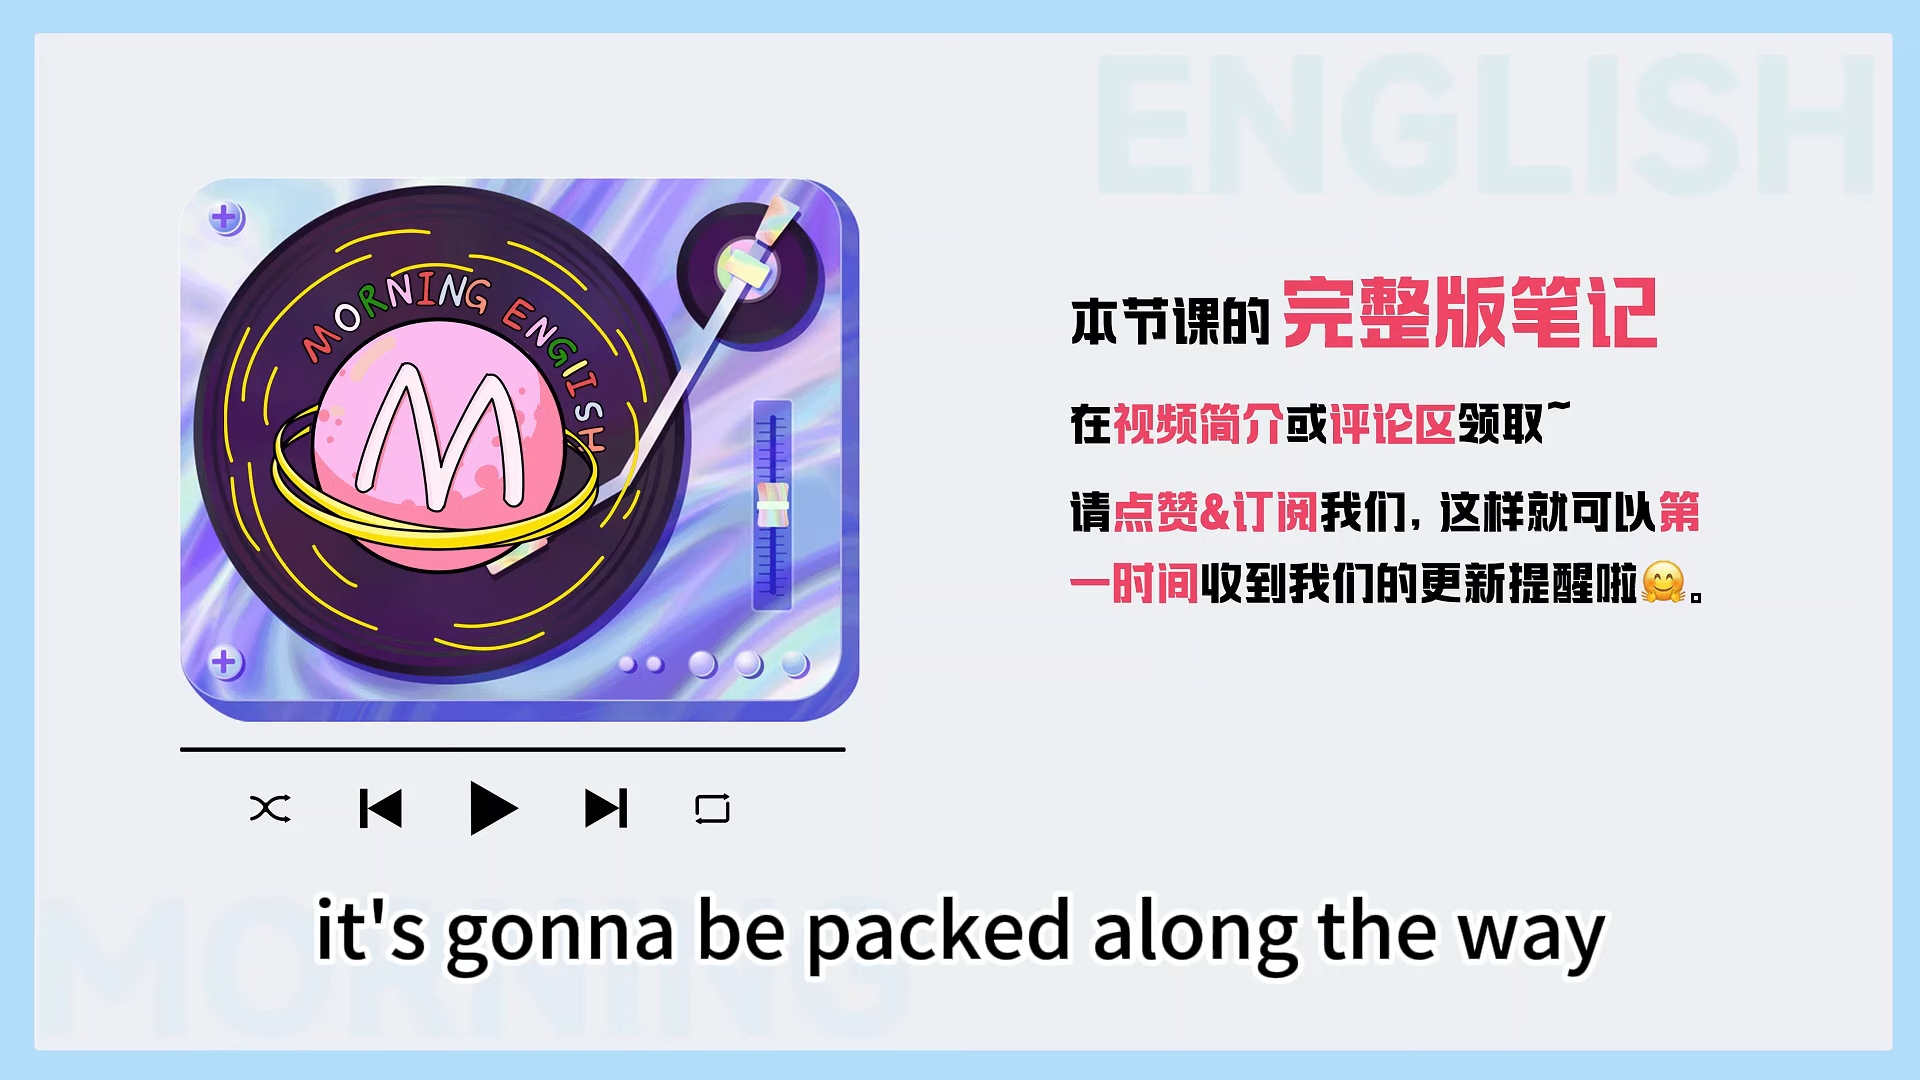 ENGLISH
MORNING ENGLISH
M
本节课的 完整版笔记
在视频简介或评论区领取~
请点赞&订阅我们, 这样就可以第
一时间收到我们的更新提醒啦🤗。
MORNING
it's gonna be packed along the way